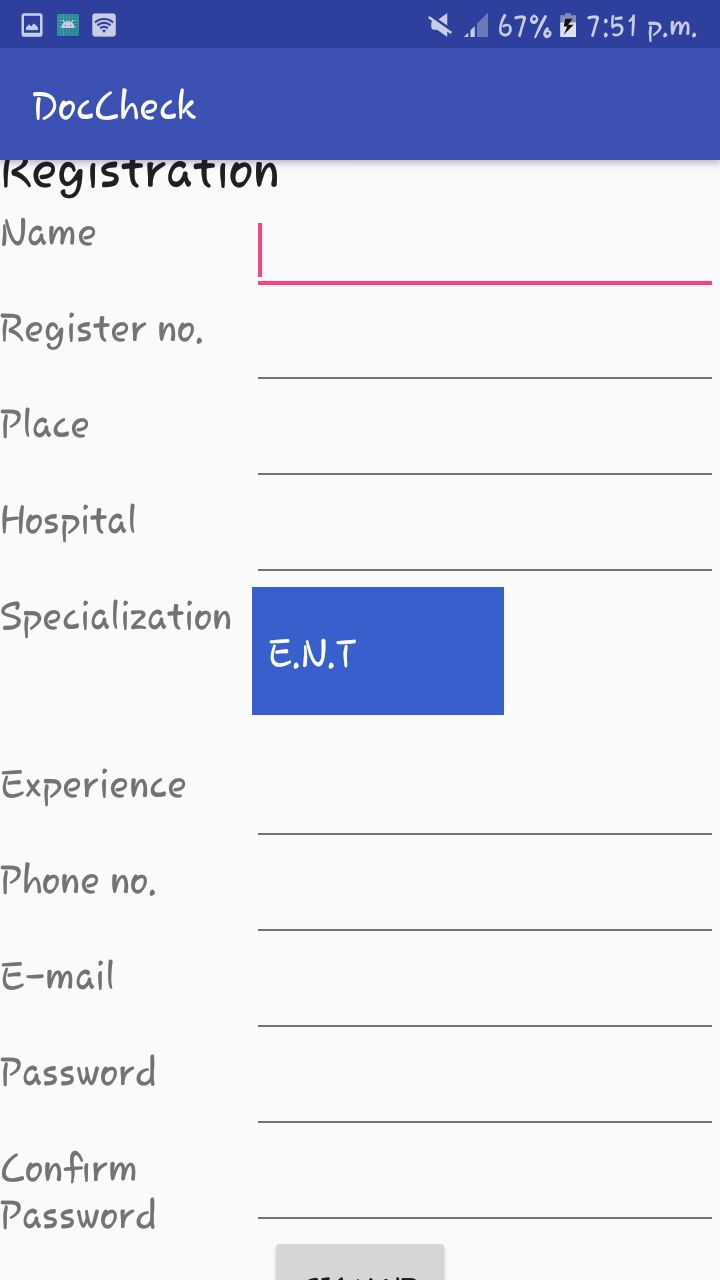 67% 7:51 p.m.
DocCheck
Registration
Name
Register no.
Place
Hospital
Specialization
E.N.T
Experience
Phone no.
E-mail
Password
Confirm
Password